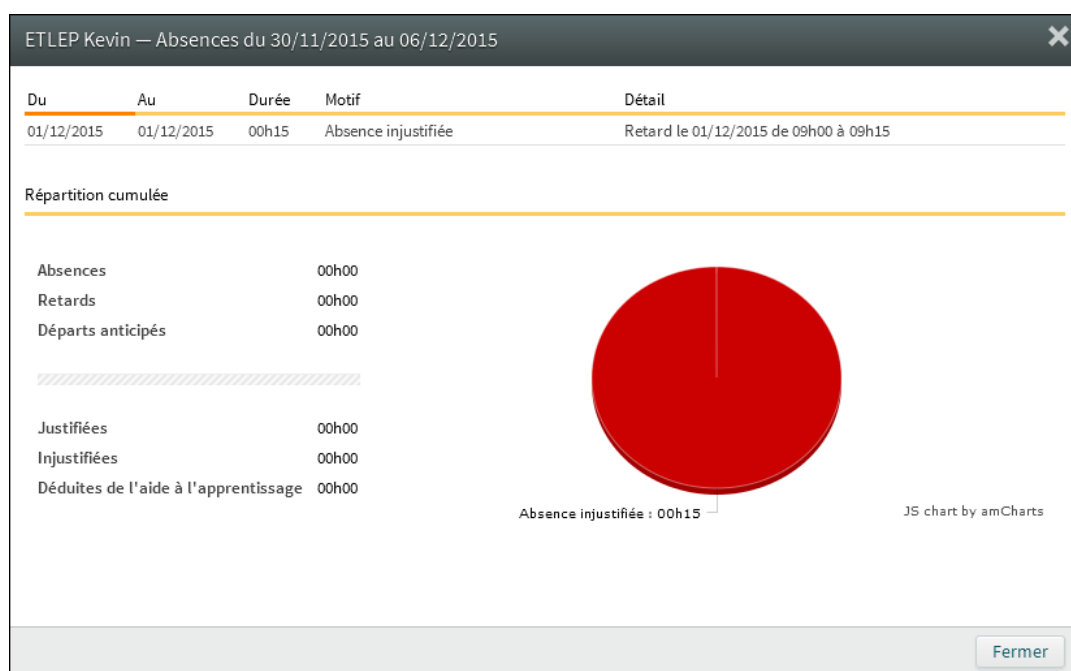 ETLEP Kevin — Absences du 30/11/2015 au 06/12/2015
Du Au Durée Motif Détail
01/12/2015 01/12/2015 00h15 Absence injustifiée Retard le 01/12/2015 de 09h00 à 09h15
Répartition cumulée
Absences 00h00
Retards 00h00
Départs anticipés 00h00
Justifiées 00h00
Injustifiées 00h00
Déduites de l'aide à l'apprentissage 00h00
Absence injustifiée : 00h15
JS chart by amCharts
Fermer